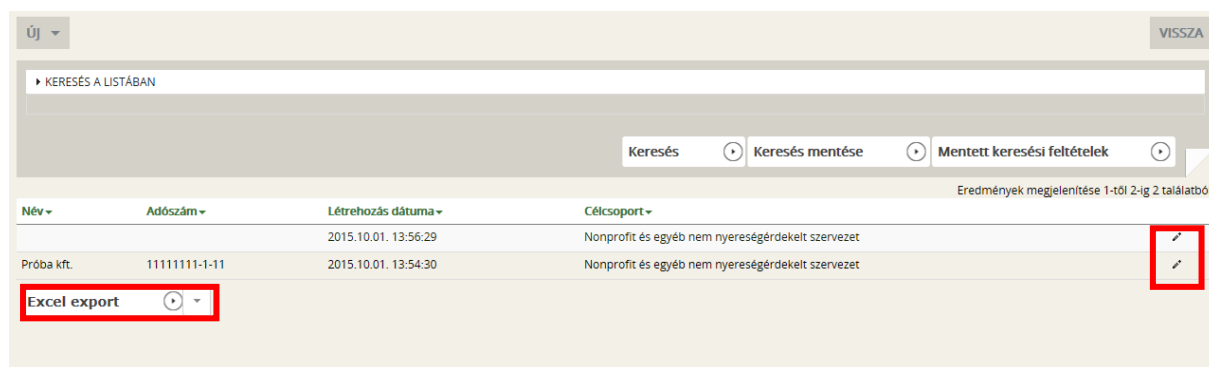 ÚJ
VISSZA
KERESÉS A LISTÁBAN
Keresés Keresés mentése Mentett keresési feltételek
Eredmények megjelenítése 1-től 2-ig 2 találatbó
Név Adószám Létrehozás dátuma Célcsoport
2015.10.01. 13:56:29 Nonprofit és egyéb nem nyereségérdekelt szervezet
Próba kft. 11111111-1-11 2015.10.01. 13:54:30 Nonprofit és egyéb nem nyereségérdekelt szervezet
Excel export